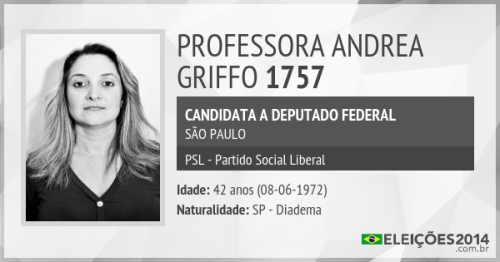 PROFESSORA ANDREA
GRIFFO 1757
CANDIDATA A DEPUTADO FEDERAL
SÃO PAULO
PSL - Partido Social Liberal
Idade: 42 anos (08-06-1972)
Naturalidade: SP - Diadema
ELEIÇÕES2014
.com.br